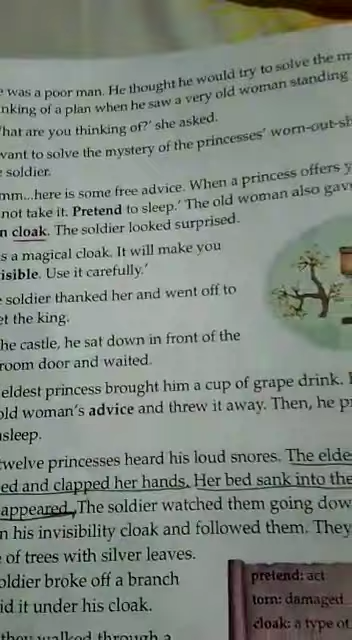 was a poor man. He thought he would try to solve the
nking of a plan when he saw a very old woman standing
hat are you thinking of?' she asked.
want to solve the mystery of the princesses' worn-out-sh
soldier.
mm...here is some free advice. When a princess offers y
not take it. Pretend to sleep.' The old woman also gav
n cloak. The soldier looked surprised.
s a magical cloak. It will make you
isible. Use it carefully.'
soldier thanked her and went off to
et the king.
he castle, he sat down in front of the
room door and waited.
eldest princess brought him a cup of grape drink.
old woman's advice and threw it away. Then, he p
asleep.
twelve princesses heard his loud snores. The elde
ed and clapped her hands. Her bed sank into the
appeared. The soldier watched them going dow
n his invisibility cloak and followed them. They
of trees with silver leaves.
oldier broke off a branch
id it under his cloak.
they walked through a
pretend: act
torn: damaged
cloak: a type of